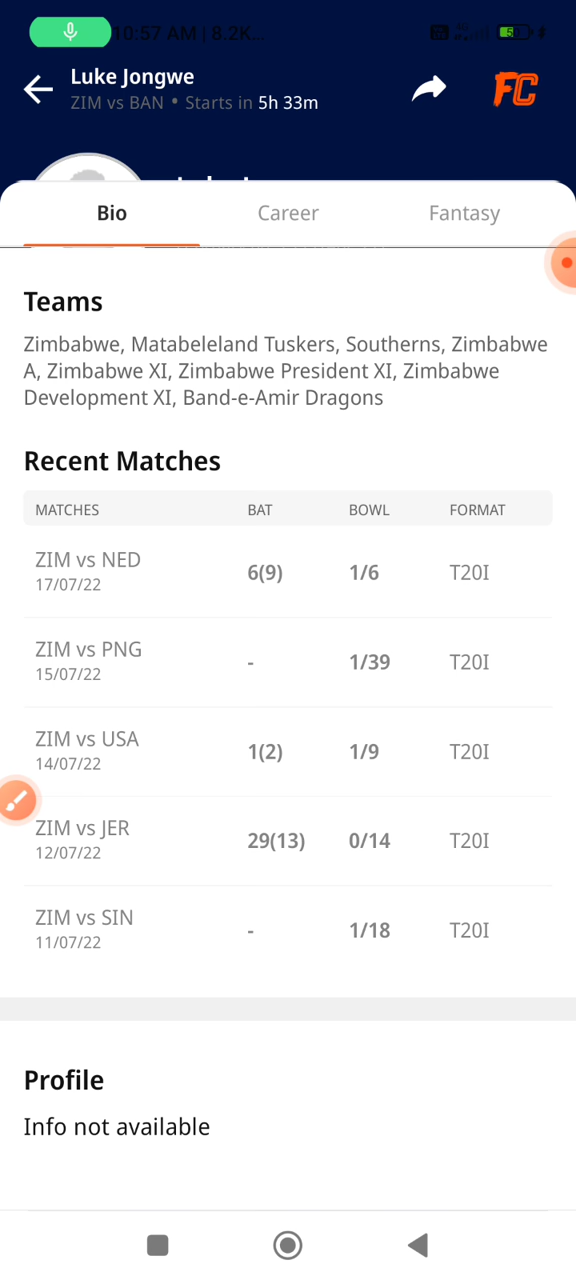 10:57 AM | 8.2K...
Luke Jongwe
ZIM vs BAN • Starts in 5h 33m
FC
Bio Career Fantasy
Teams
Zimbabwe, Matabeleland Tuskers, Southerns, Zimbabwe
A, Zimbabwe XI, Zimbabwe President XI, Zimbabwe
Development XI, Band-e-Amir Dragons
Recent Matches
MATCHES BAT BOWL FORMAT
ZIM vs NED 6(9) 1/6 T20I
17/07/22
ZIM vs PNG - 1/39 T20I
15/07/22
ZIM vs USA 1(2) 1/9 T20I
14/07/22
ZIM vs JER 29(13) 0/14 T20I
12/07/22
ZIM vs SIN - 1/18 T20I
11/07/22
Profile
Info not available